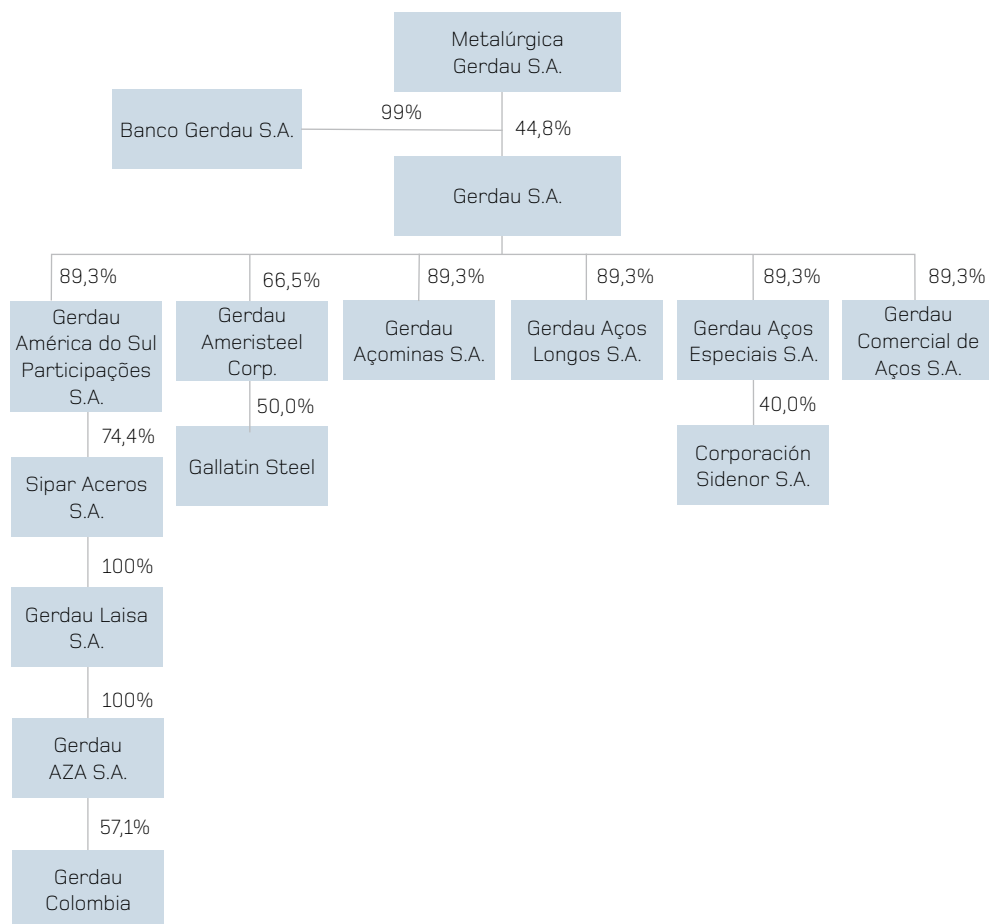 Metalúrgica
Gerdau S.A.
99%
Banco Gerdau S.A.
44,8%
Gerdau S.A.
89,3%
66,5%
89,3%
89,3%
89,3%
89,3%
Gerdau
América do Sul
Participações
S.A.
Gerdau
Ameristeel
Corp.
Gerdau
Açominas S.A.
Gerdau Aços
Longos S.A.
Gerdau Aços
Especiais S.A.
Gerdau
Comercial de
Aços S.A.
74,4%
50,0%
40,0%
Sipar Aceros
S.A.
Gallatin Steel
Corporación
Sidenor S.A.
100%
Gerdau Laisa
S.A.
100%
Gerdau
AZA S.A.
57,1%
Gerdau
Colombia